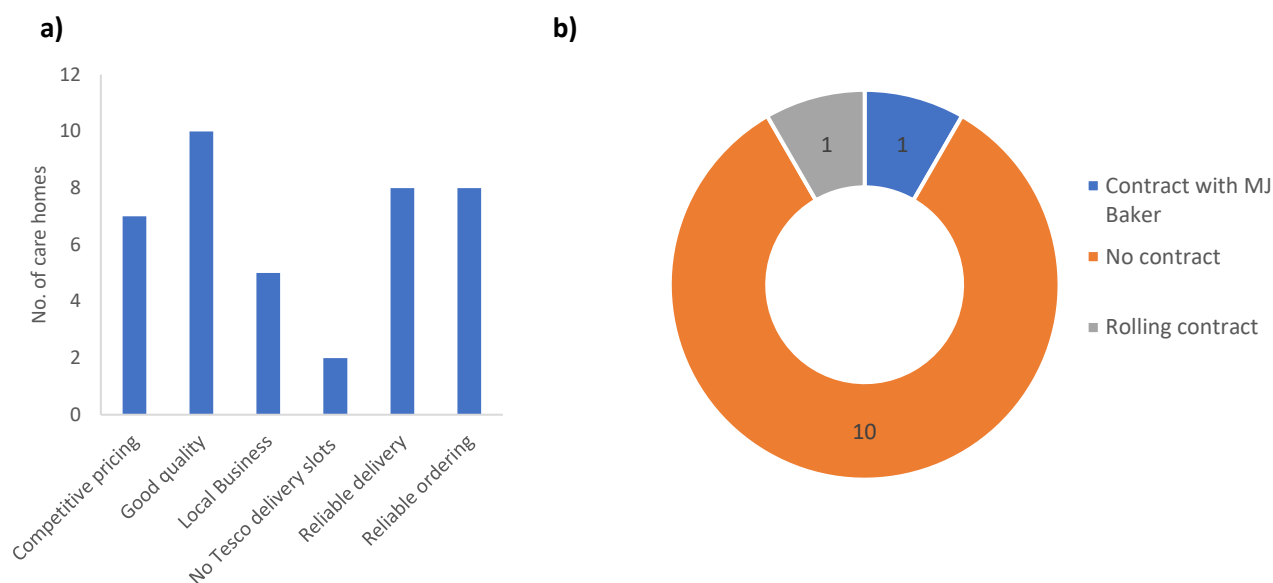 a)
12
10
8
6
4
2
0
No. of care homes
Competitive pricing
Good quality
Local Business
No Tesco delivery slots
Reliable delivery
Reliable ordering
b)
1
1
10
Contract with MJ
Baker
No contract
Rolling contract